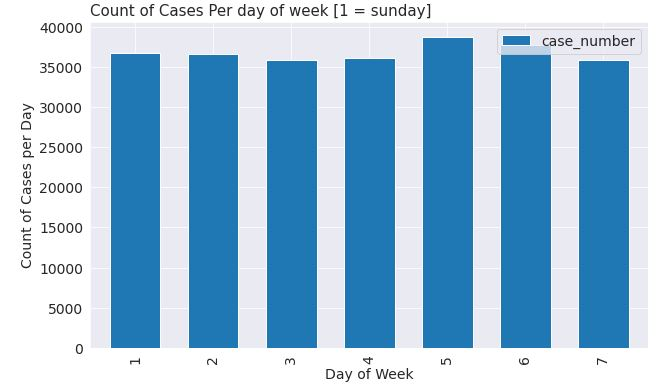 Count of Cases Per day of week [1 = sunday]
case_number
40000
35000
30000
25000
20000
15000
10000
5000
0
Count of Cases per Day
1 2 3 4 5 6 7
Day of Week